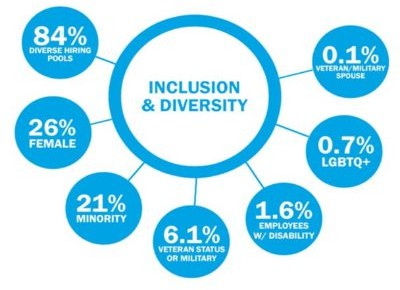 INCLUSION
& DIVERSITY
84%
DIVERSE HIRING
POOLS
26%
FEMALE
21%
MINORITY
6.1%
VETERAN STATUS
OR MILITARY
1.6%
EMPLOYEES
W/ DISABILITY
0.7%
LGBTQ+
0.1%
VETERAN/MILITARY
SPOUSE